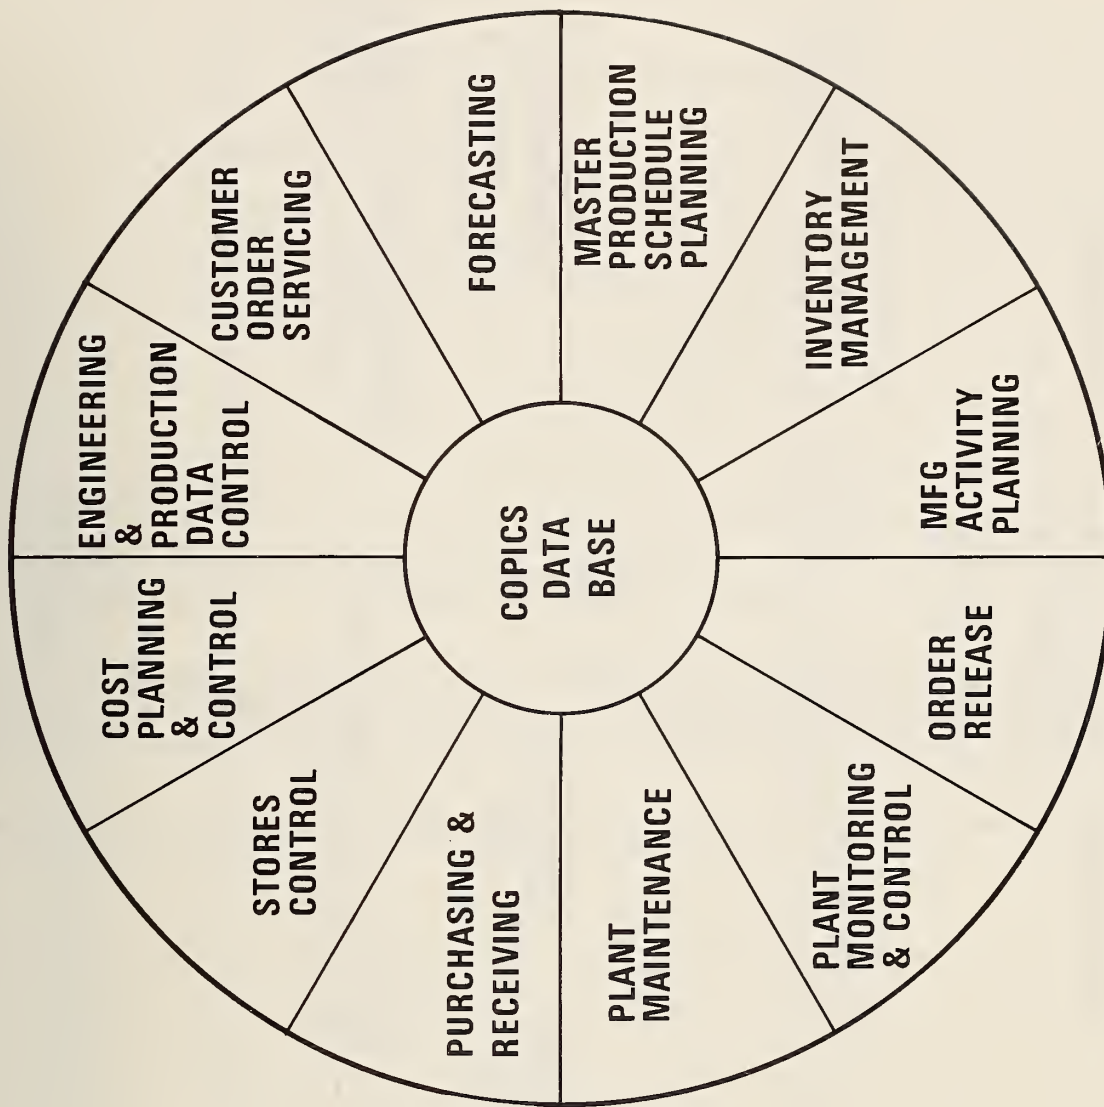 ENGINEERING
&
PRODUCTION
DATA
CONTROL
CUSTOMER
ORDER
SERVICING
FORECASTING
MASTER
PRODUCTION
SCHEDULE
PLANNING
INVENTORY
MANAGEMENT
MFG
ACTIVITY
PLANNING
ORDER
RELEASE
PLANT
MONITORING
& CONTROL
PLANT
MAINTENANCE
PURCHASING &
RECEIVING
STORES
CONTROL
COST
PLANNING
&
CONTROL
COPICS
DATA
BASE